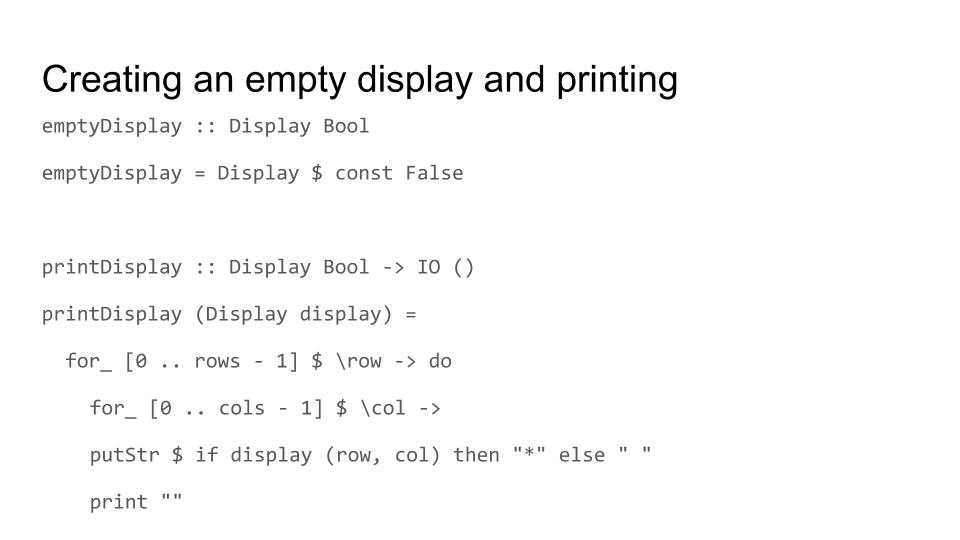 Creating an empty display and printing
emptyDisplay :: Display Bool
emptyDisplay = Display $ const False
printDisplay :: Display Bool -> IO ()
printDisplay (Display display) =
  for_ [0 .. rows - 1] $ \row -> do
    for_ [0 .. cols - 1] $ \col ->
    putStr $ if display (row, col) then "*" else " "
    print ""